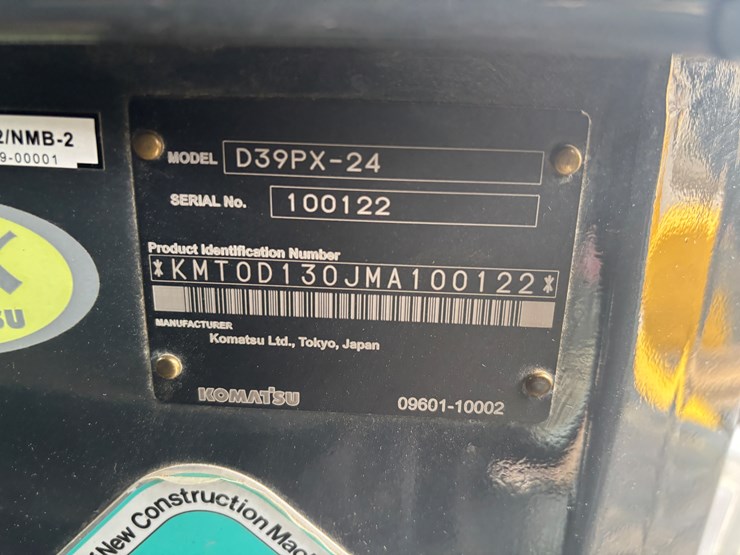 2/NMB-2
9-00001
MODEL D39PX-24
SERIAL No. 100122
Product Identification Number
*KMT0D130JMA100122*
MANUFACTURER
Komatsu Ltd., Tokyo, Japan
KOMATSU 09601-10002
K
SU
New Construction Mac